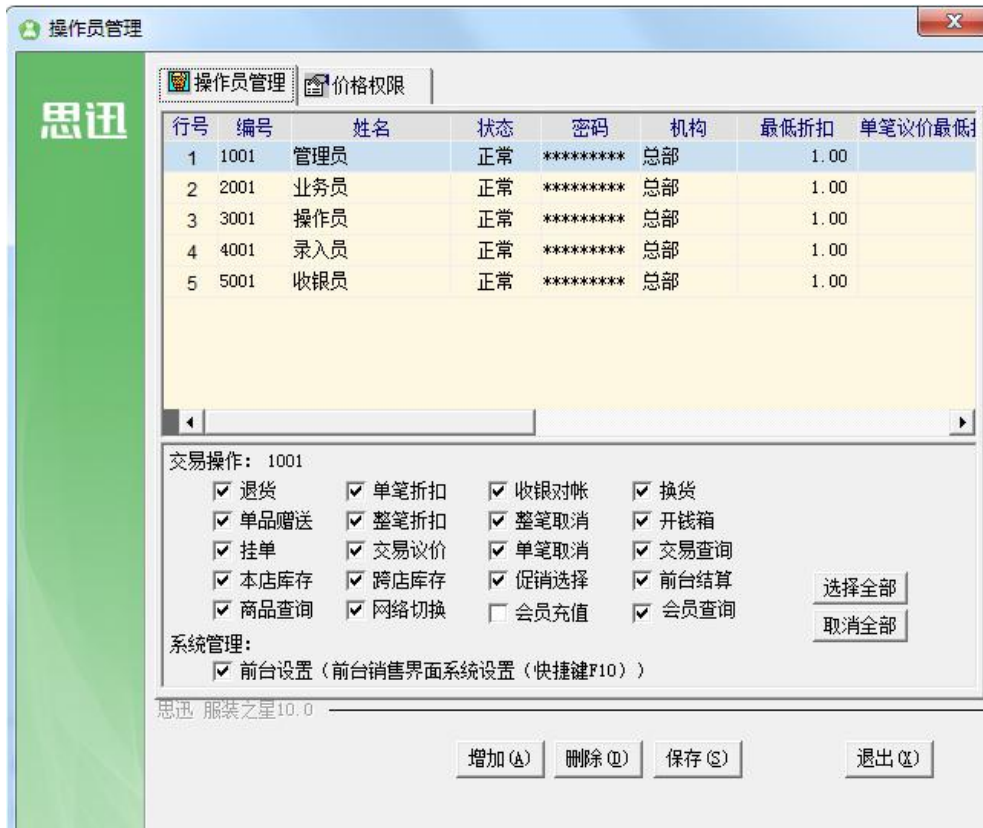 操作员管理
X
思迅
操作员管理 价格权限
行号 编号 姓名 状态 密码 机构 最低折扣 单笔议价最低
1 1001 管理员 正常 ********* 总部 1.00
2 2001 业务员 正常 ********* 总部 1.00
3 3001 操作员 正常 ********* 总部 1.00
4 4001 录入员 正常 ********* 总部 1.00
5 5001 收银员 正常 ********* 总部 1.00
交易操作: 1001
退货 单笔折扣 收银对帐 换货
单品赠送 整笔折扣 整笔取消 开钱箱
挂单 交易议价 单笔取消 交易查询
本店库存 跨店库存 促销选择 前台结算
选择全部
商品查询 网络切换 会员充值 会员查询
取消全部
系统管理:
前台设置(前台销售界面系统设置(快捷键F10))
思迅 服装之星10.0
增加(A) 删除(D) 保存(S) 退出(X)